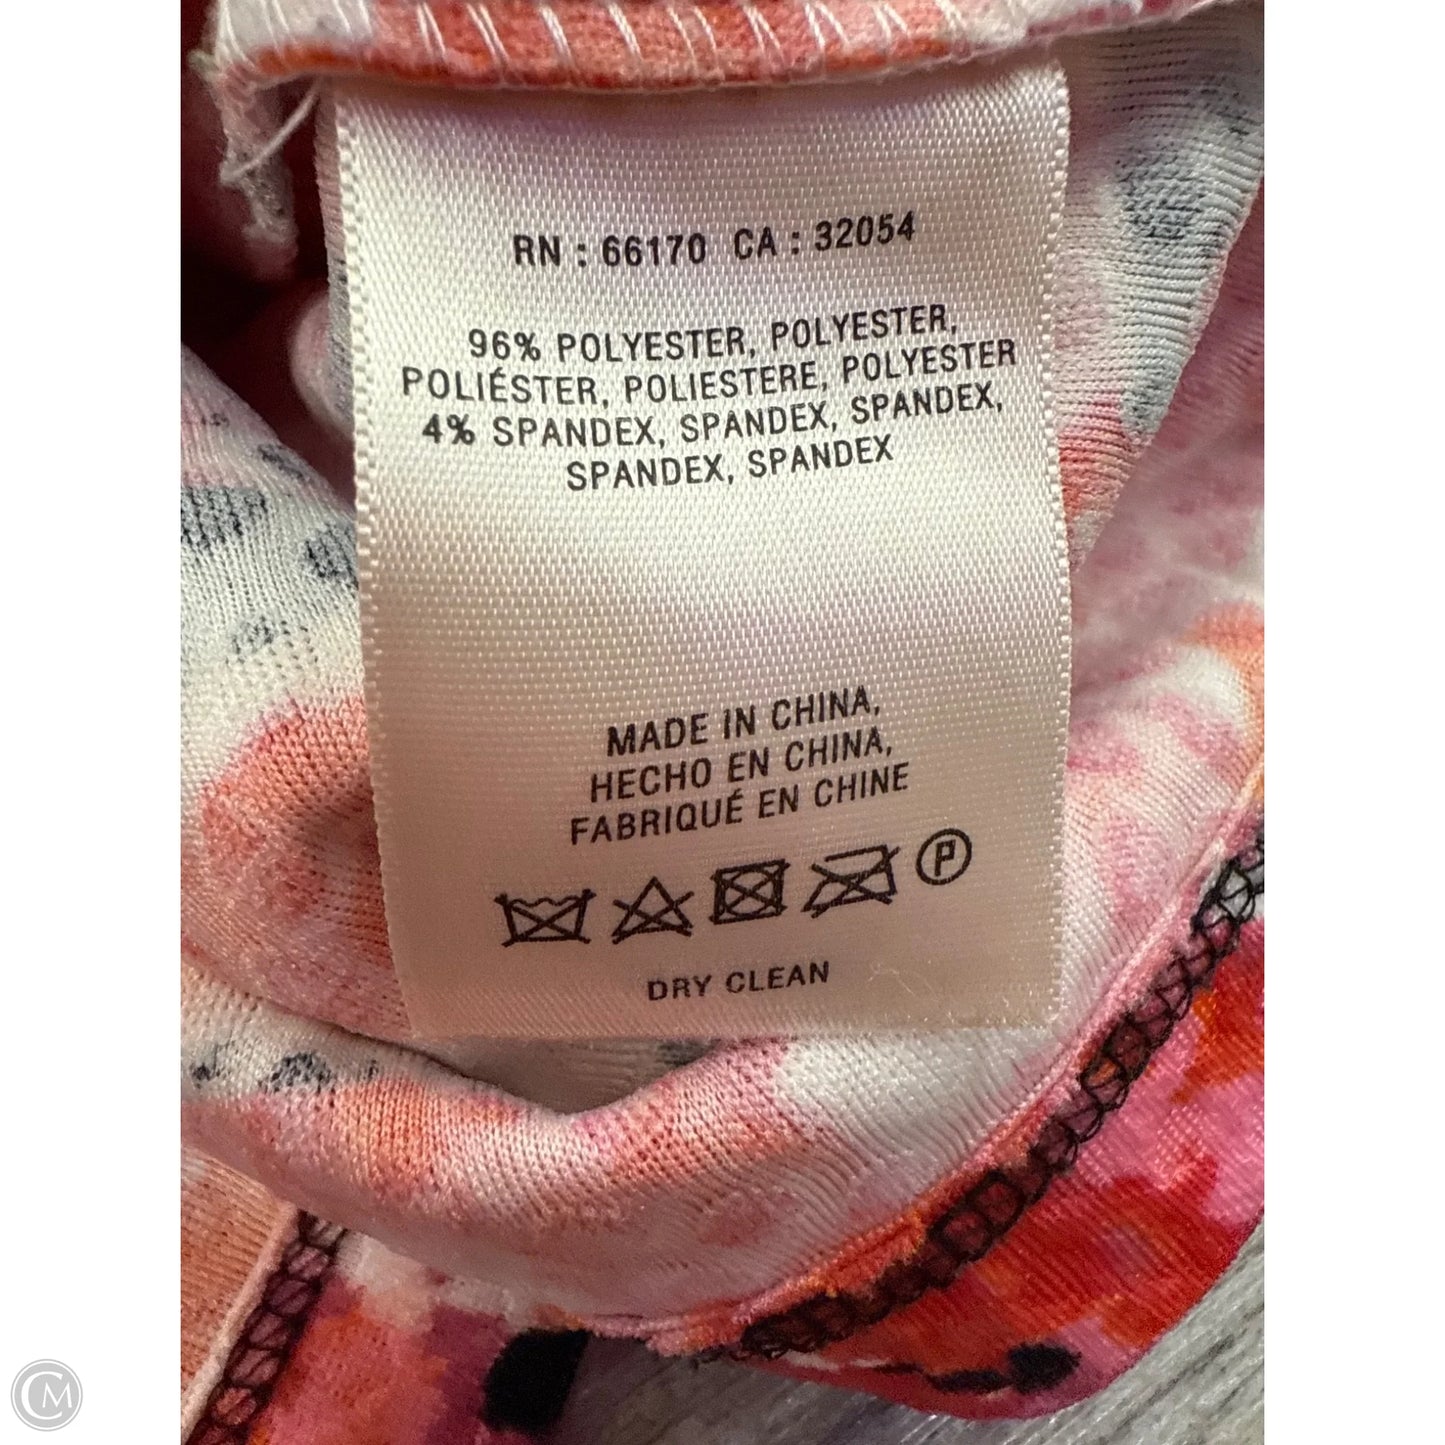 RN : 66170 CA : 32054
96% POLYESTER, POLYESTER,
POLIÉSTER, POLIESTERE, POLYESTER
4% SPANDEX, SPANDEX, SPANDEX,
SPANDEX, SPANDEX
MADE IN CHINA,
HECHO EN CHINA,
FABRIQUÉ EN CHINE
P
DRY CLEAN
CM